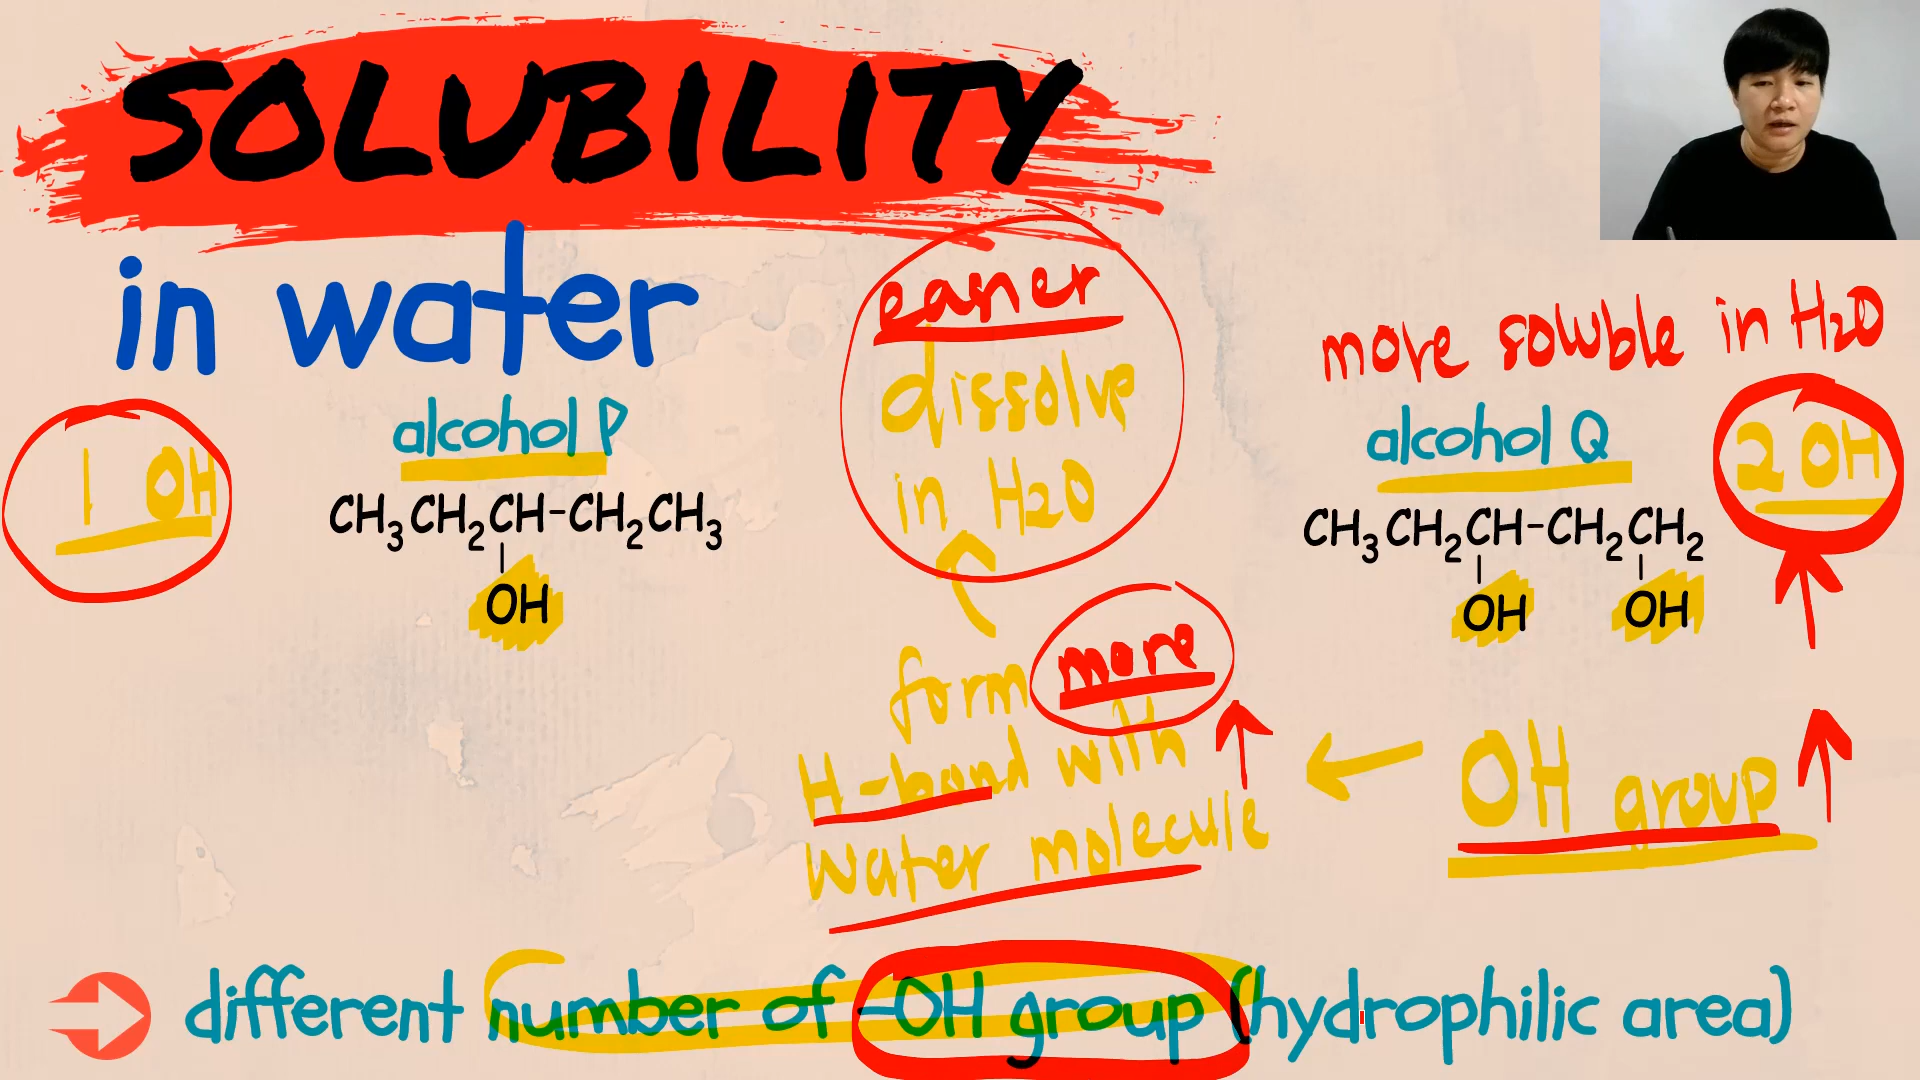 SOLUBILITY
in water
1 OH
alcohol P
CH3CH2CH-CH2CH3
OH
easier
dissolve
in H2O
more soluble in H2O
alcohol Q
2 OH
CH3CH2CH-CH2CH2
OH OH
form more
H-bond with
water molecule
OH group
different number of -OH group (hydrophilic area)